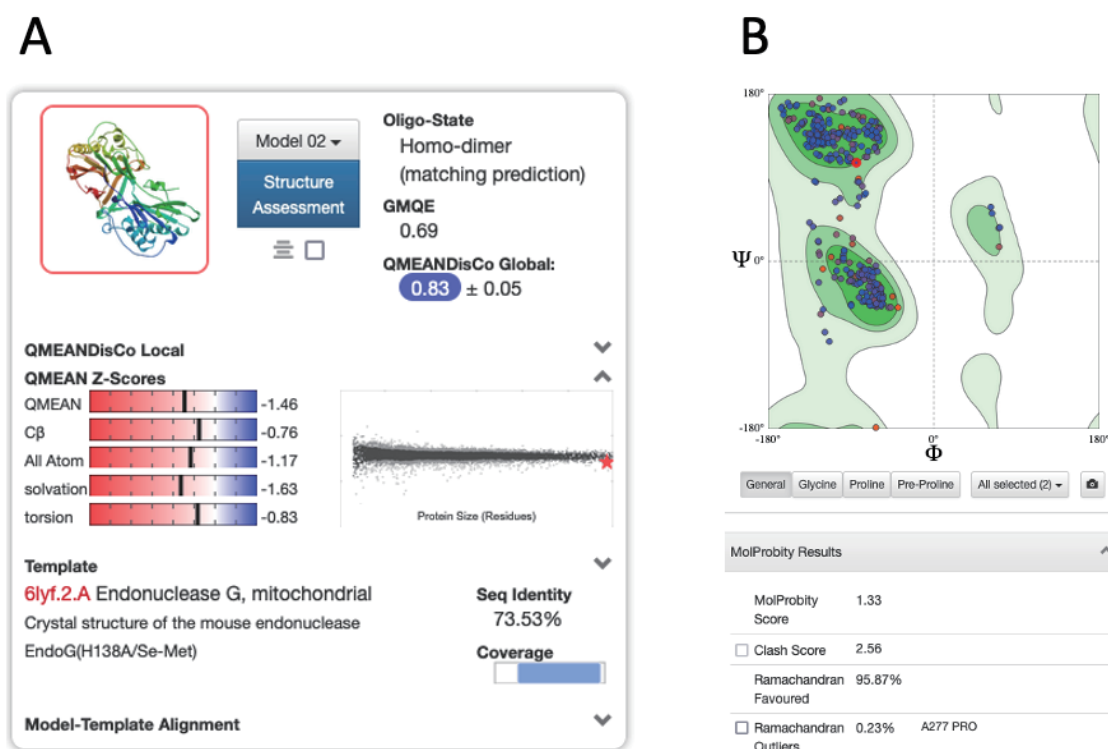 A
Model 02
Structure
Assessment
Oligo-State
Homo-dimer
(matching prediction)
GMQE
0.69
QMEANDisCo Global:
0.83 ± 0.05
QMEANDisCo Local
QMEAN Z-Scores
QMEAN -1.46
Cβ -0.76
All Atom -1.17
solvation -1.63
torsion -0.83
Protein Size (Residues)
Template
6lyf.2.A Endonuclease G, mitochondrial
Crystal structure of the mouse endonuclease
EndoG(H138A/Se-Met)
Seq Identity
73.53%
Coverage
Model-Template Alignment
B
180°
Ψ 0°
-180°
-180° 0° 180°
Φ
General Glycine Proline Pre-Proline All selected (2)
MolProbity Results
MolProbity 1.33
Score
Clash Score 2.56
Ramachandran 95.87%
Favoured
Ramachandran 0.23% A277 PRO
Outliers